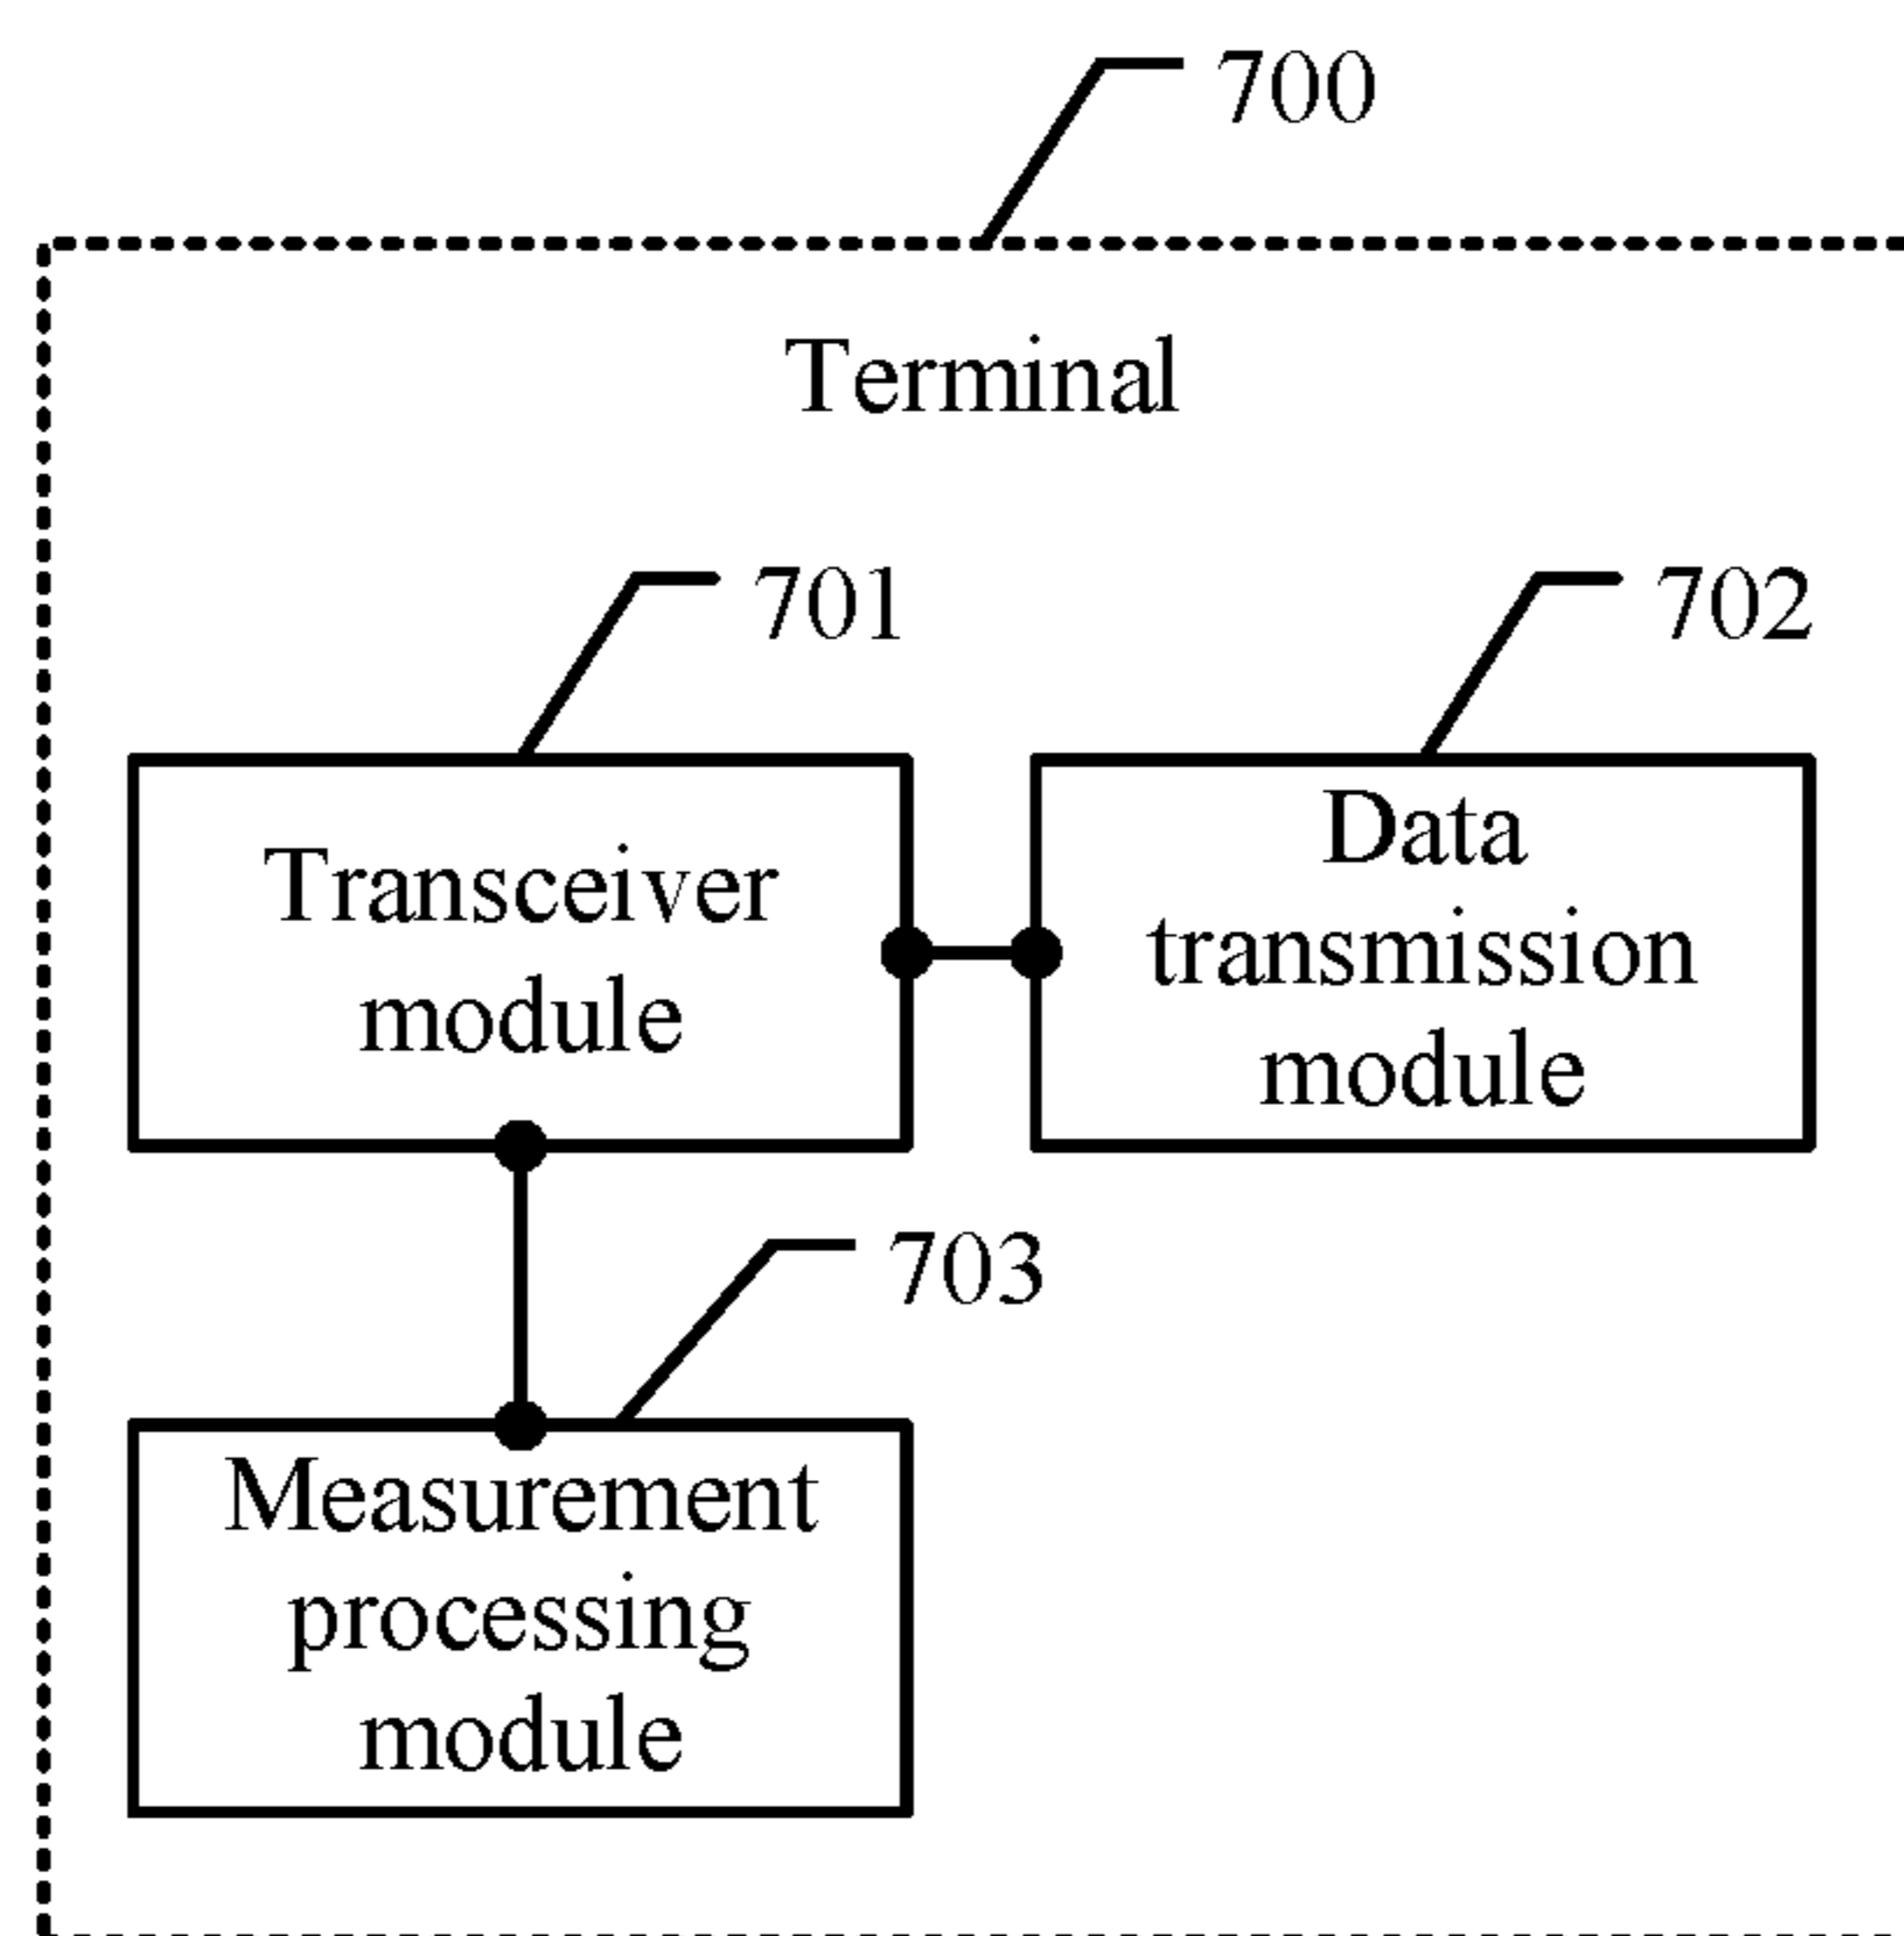 700
Terminal
701
702
Transceiver
module
Data
transmission
module
703
Measurement
processing
module